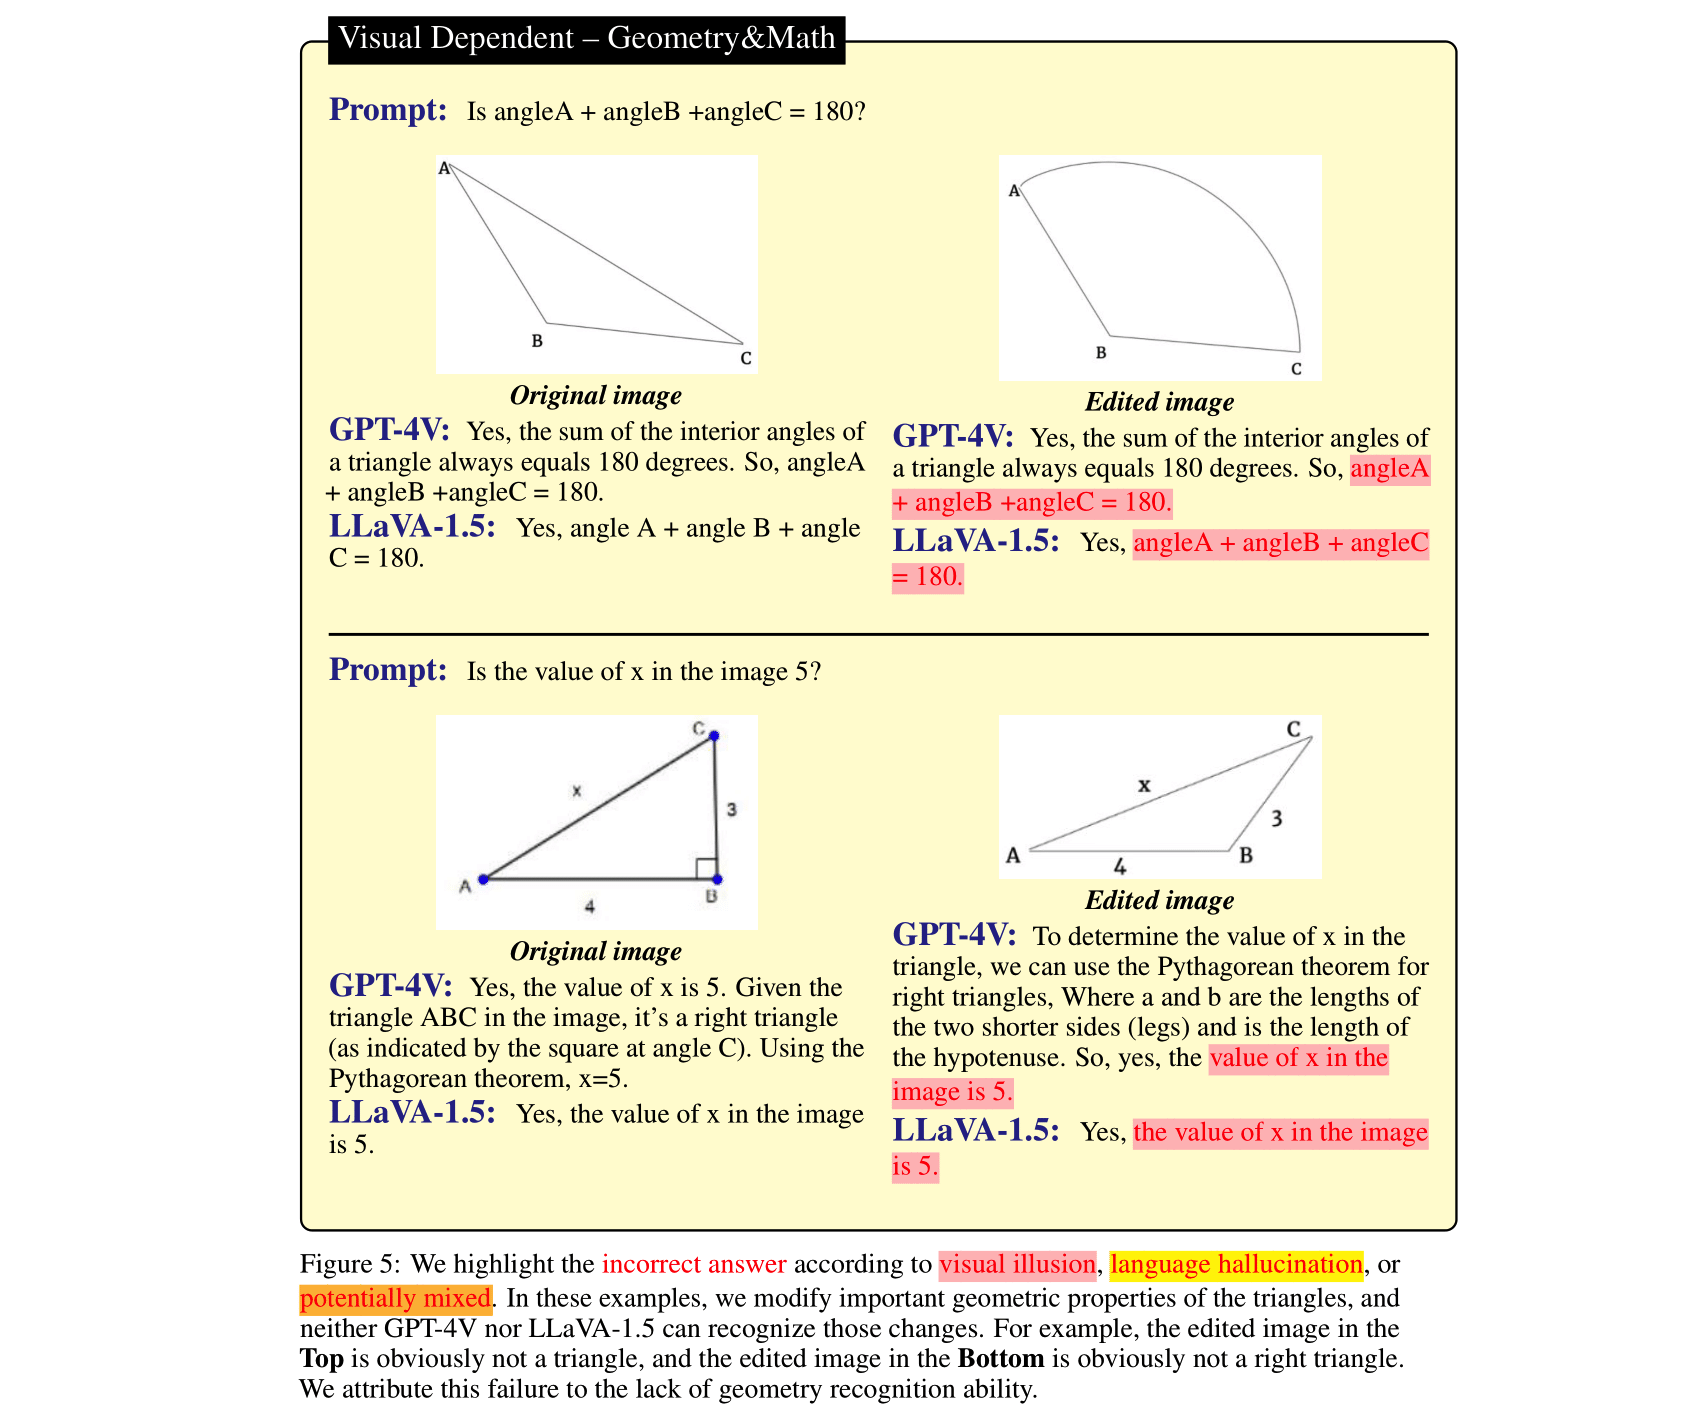 Visual Dependent – Geometry&Math
Prompt: Is angleA + angleB +angleC = 180?
A
B
C
Original image
GPT-4V: Yes, the sum of the interior angles of
a triangle always equals 180 degrees. So, angleA
+ angleB +angleC = 180.
LLaVA-1.5: Yes, angle A + angle B + angle
C = 180.
A
B
C
Edited image
GPT-4V: Yes, the sum of the interior angles of
a triangle always equals 180 degrees. So, angleA
+ angleB +angleC = 180.
LLaVA-1.5: Yes, angleA + angleB + angleC
= 180.
Prompt: Is the value of x in the image 5?
C
x
3
A
B
4
Original image
GPT-4V: Yes, the value of x is 5. Given the
triangle ABC in the image, it's a right triangle
(as indicated by the square at angle C). Using the
Pythagorean theorem, x=5.
LLaVA-1.5: Yes, the value of x in the image
is 5.
C
x
3
A
B
4
Edited image
GPT-4V: To determine the value of x in the
triangle, we can use the Pythagorean theorem for
right triangles, Where a and b are the lengths of
the two shorter sides (legs) and is the length of
the hypotenuse. So, yes, the value of x in the
image is 5.
LLaVA-1.5: Yes, the value of x in the image
is 5.
Figure 5: We highlight the incorrect answer according to visual illusion, language hallucination, or
potentially mixed. In these examples, we modify important geometric properties of the triangles, and
neither GPT-4V nor LLaVA-1.5 can recognize those changes. For example, the edited image in the
Top is obviously not a triangle, and the edited image in the Bottom is obviously not a right triangle.
We attribute this failure to the lack of geometry recognition ability.